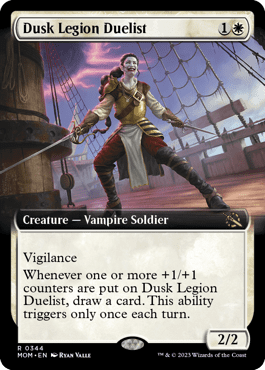 Dusk Legion Duelist 1
Creature — Vampire Soldier
Vigilance
Whenever one or more +1/+1
counters are put on Dusk Legion
Duelist, draw a card. This ability
triggers only once each turn.
2/2
R 0344
MOM • EN Ryan Valle
™ & © 2023 Wizards of the Coast